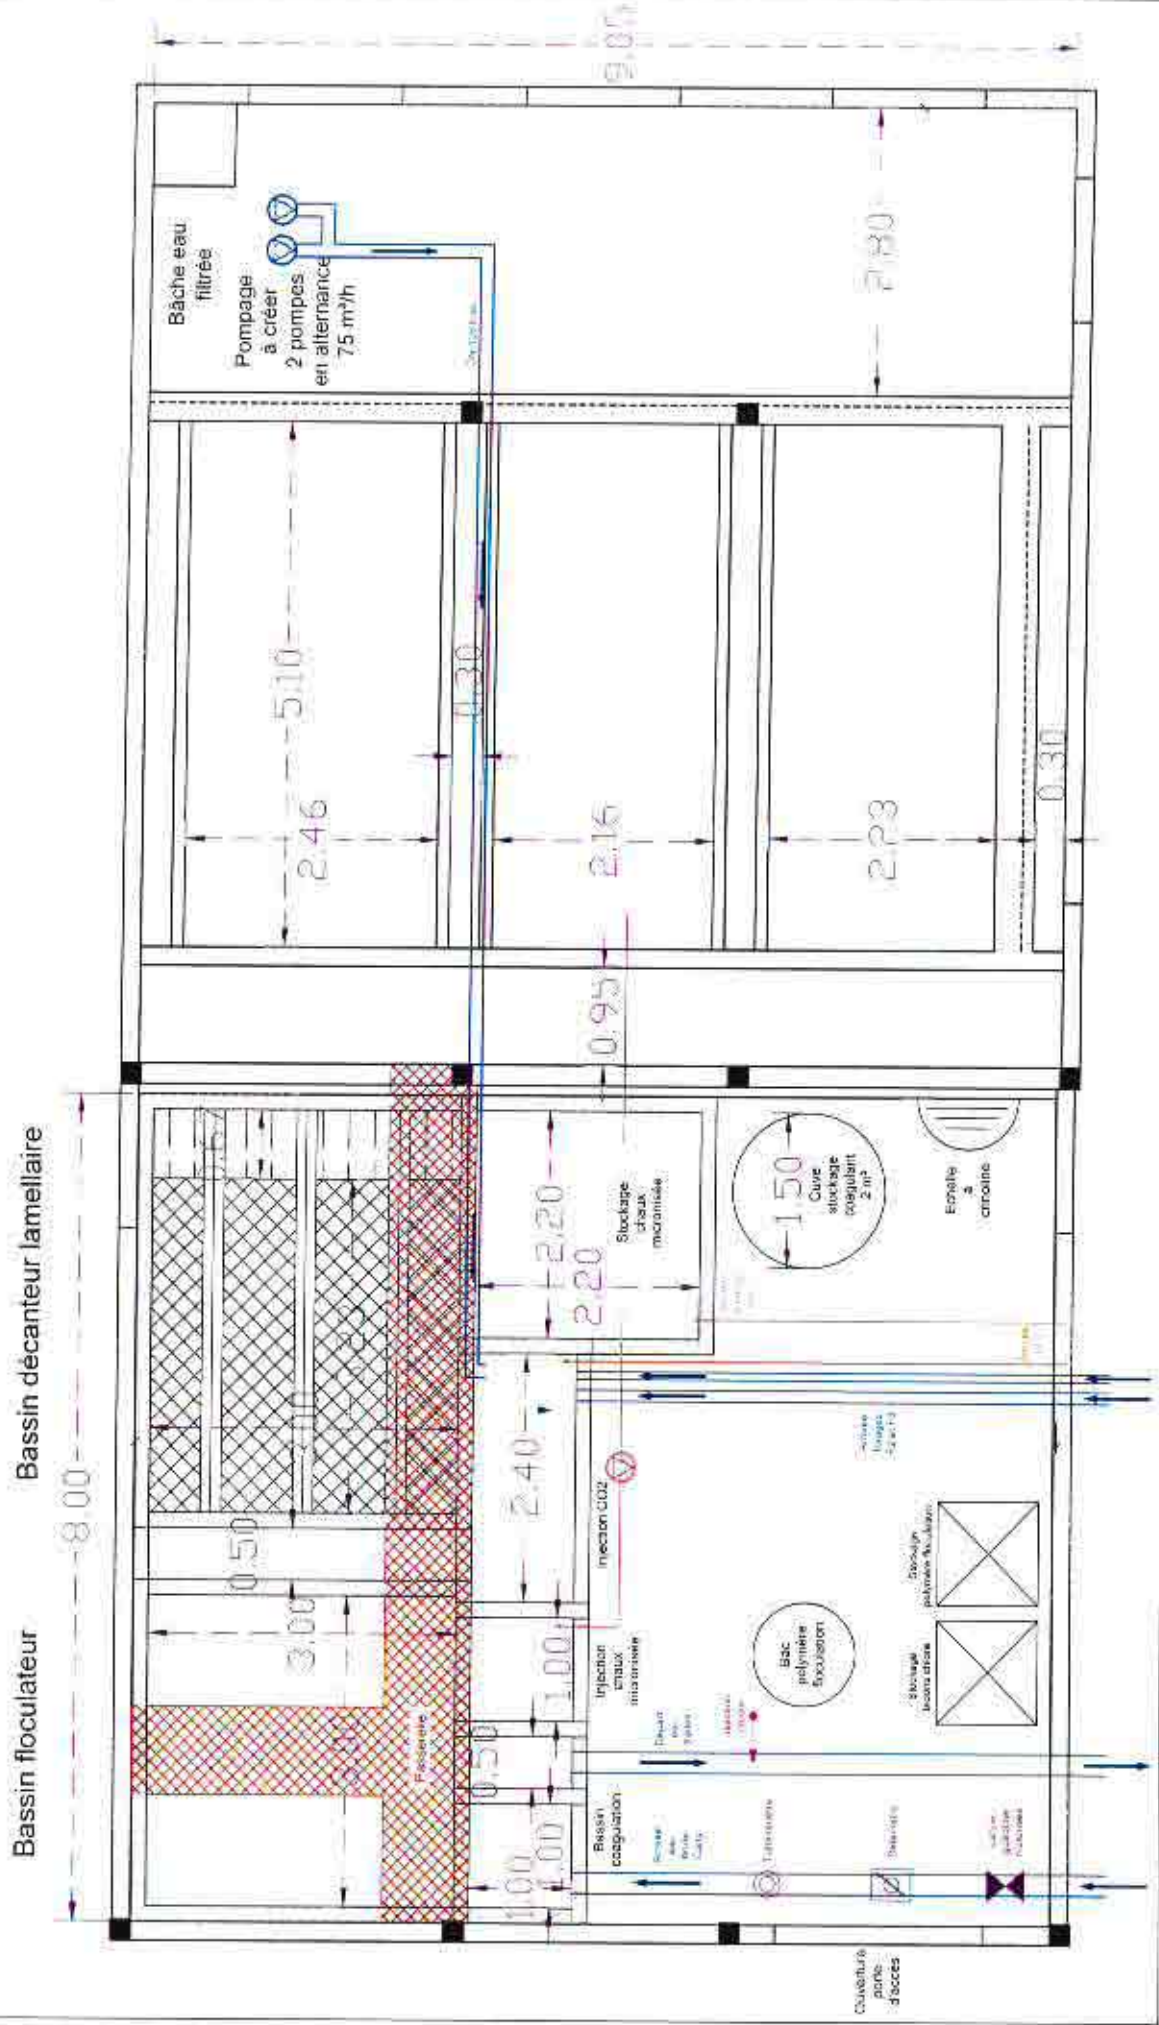 Bassin floculateur
Bassin décanteur lamellaire
8.00
9.05
Bâche eau
filtrée
Pompage
à créer
2 pompes
en alternance
75 m³/h
2.80
5.10
2.46
0.30
2.16
2.23
0.30
0.95
0.50
3.00
Passerelle
0.50
1.00
1.00
1.00
2.40
2.20
2.20
Stockage
chaux
micronisée
1.50
Cuve
stockage
coagulant
2 m³
Echelle
à
crinoline
Injection CO2
Injection
chaux
micronisée
Bassin
coagulation
Départ
Bac
polymère
floculation
Stockage
polymère floculation
Stockage
Ouverture
porte
d'accès